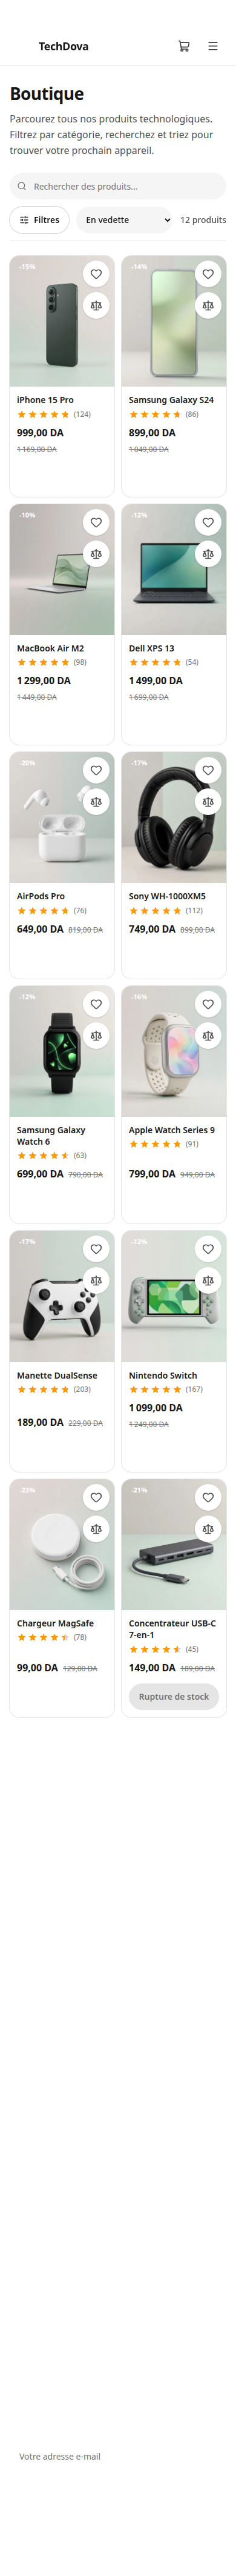 TechDova
Boutique
Parcourez tous nos produits technologiques.
Filtrez par catégorie, recherchez et triez pour
trouver votre prochain appareil.
Rechercher des produits...
Filtres
En vedette
12 produits
-15%
-14%
iPhone 15 Pro
(124)
999,00 DA
1 169,00 DA
Samsung Galaxy S24
(86)
899,00 DA
1 049,00 DA
-10%
-12%
MacBook Air M2
(98)
1 299,00 DA
1 449,00 DA
Dell XPS 13
(54)
1 499,00 DA
1 699,00 DA
-20%
-17%
AirPods Pro
(76)
649,00 DA 819,00 DA
Sony WH-1000XM5
(112)
749,00 DA 899,00 DA
-12%
-16%
Samsung Galaxy
Watch 6
(63)
699,00 DA 790,00 DA
Apple Watch Series 9
(91)
799,00 DA 949,00 DA
-17%
-12%
Manette DualSense
(203)
189,00 DA 229,00 DA
Nintendo Switch
(167)
1 099,00 DA
1 249,00 DA
-23%
-21%
Chargeur MagSafe
(78)
99,00 DA 129,00 DA
Concentrateur USB-C
7-en-1
(45)
149,00 DA 189,00 DA
Rupture de stock
Votre adresse e-mail